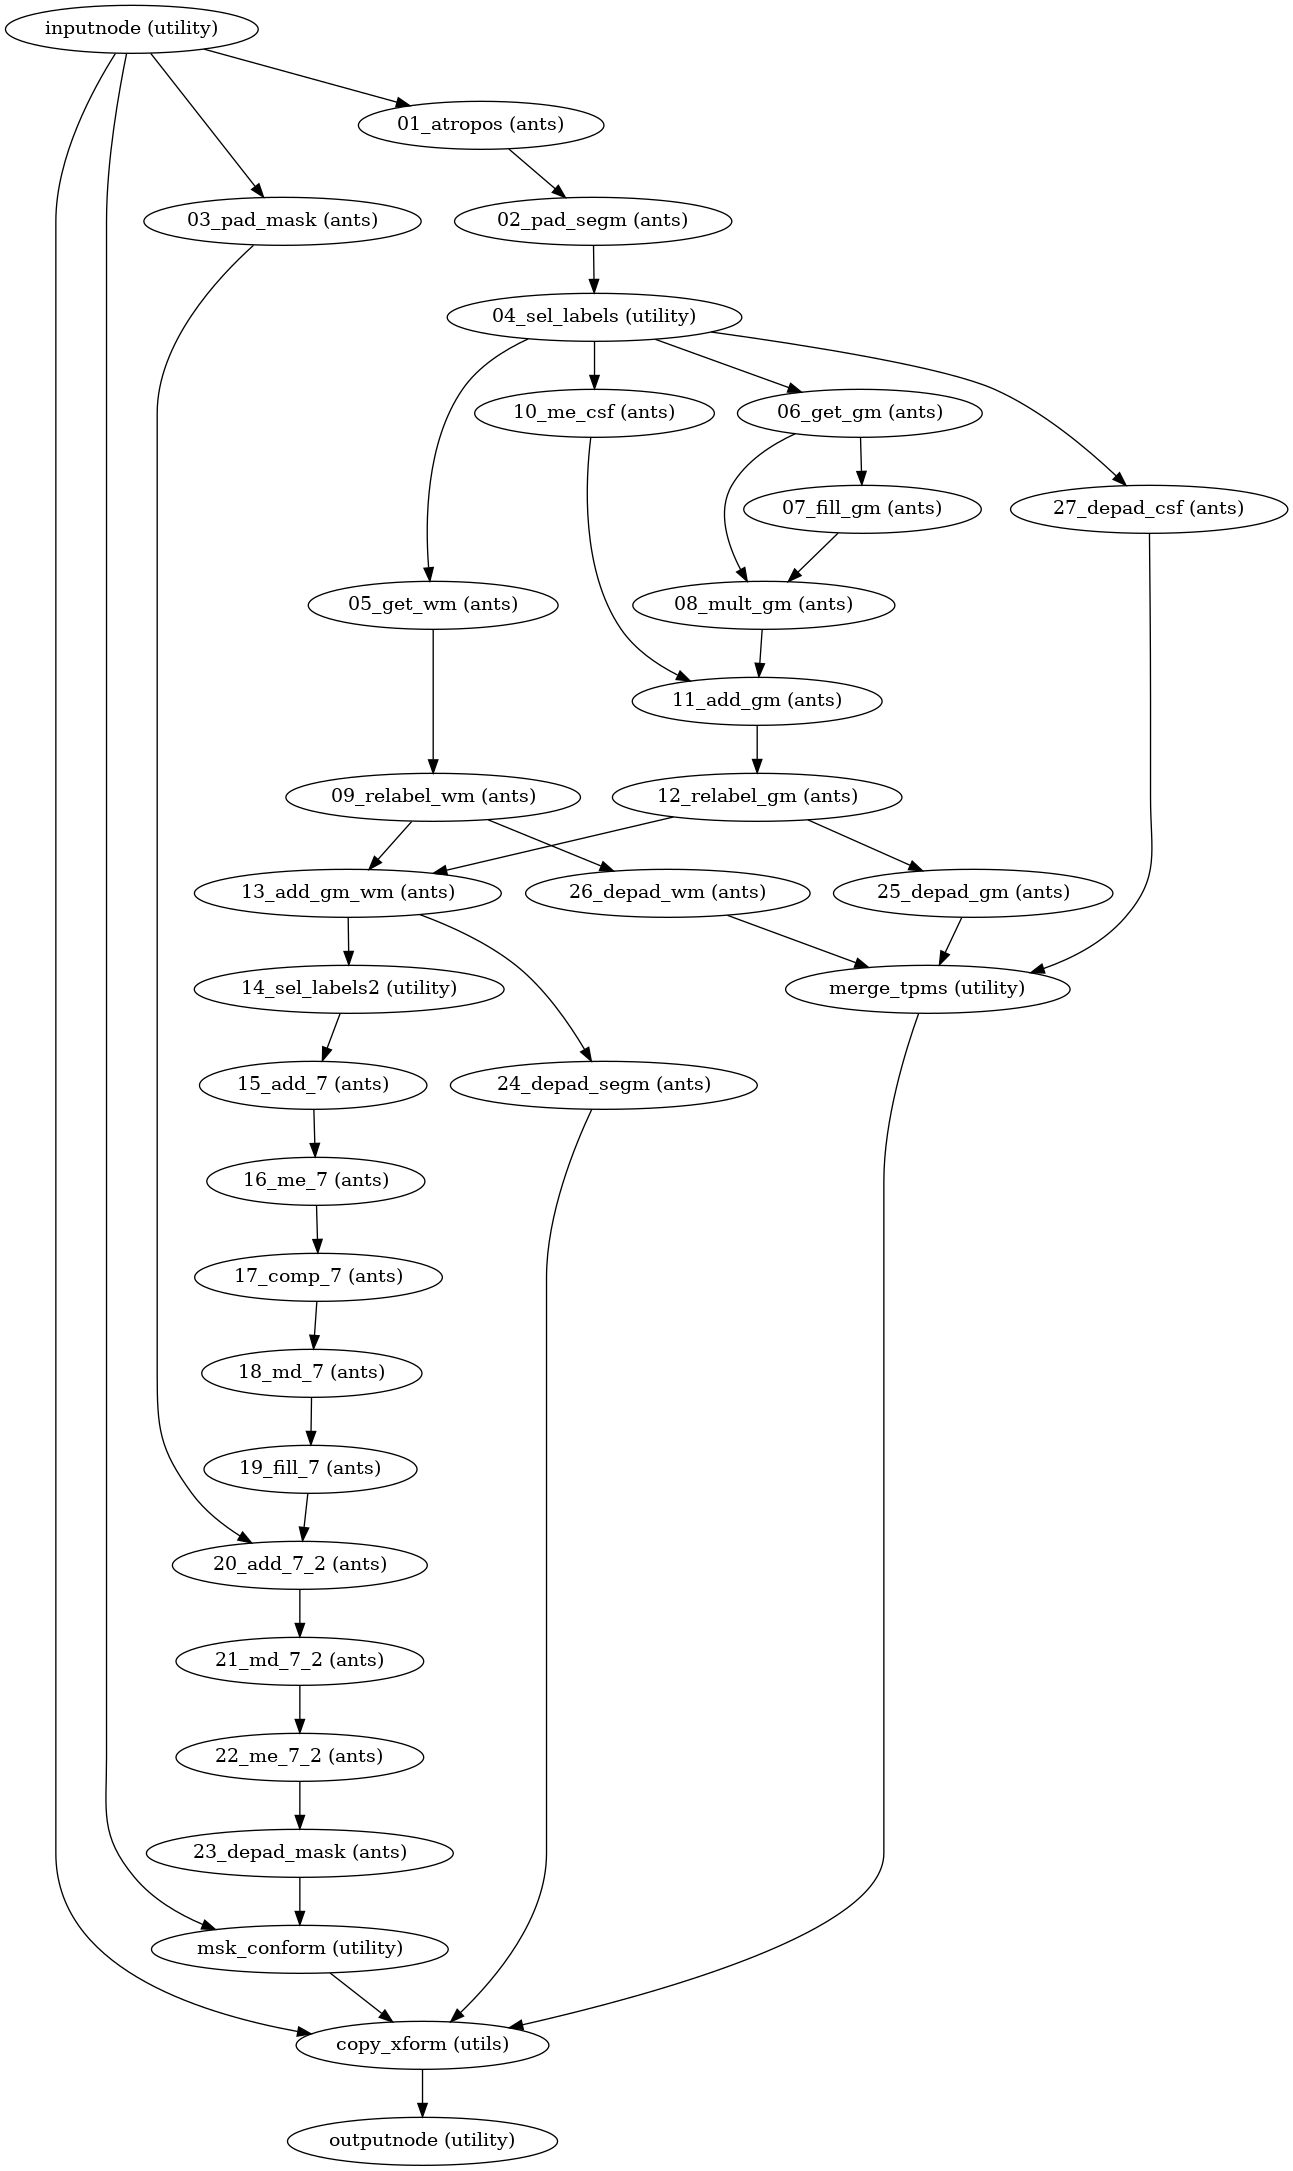 inputnode (utility)
01_atropos (ants)
03_pad_mask (ants)
02_pad_segm (ants)
04_sel_labels (utility)
10_me_csf (ants)
06_get_gm (ants)
07_fill_gm (ants)
27_depad_csf (ants)
05_get_wm (ants)
08_mult_gm (ants)
11_add_gm (ants)
09_relabel_wm (ants)
12_relabel_gm (ants)
13_add_gm_wm (ants)
26_depad_wm (ants)
25_depad_gm (ants)
14_sel_labels2 (utility)
merge_tpms (utility)
15_add_7 (ants)
24_depad_segm (ants)
16_me_7 (ants)
17_comp_7 (ants)
18_md_7 (ants)
19_fill_7 (ants)
20_add_7_2 (ants)
21_md_7_2 (ants)
22_me_7_2 (ants)
23_depad_mask (ants)
msk_conform (utility)
copy_xform (utils)
outputnode (utility)